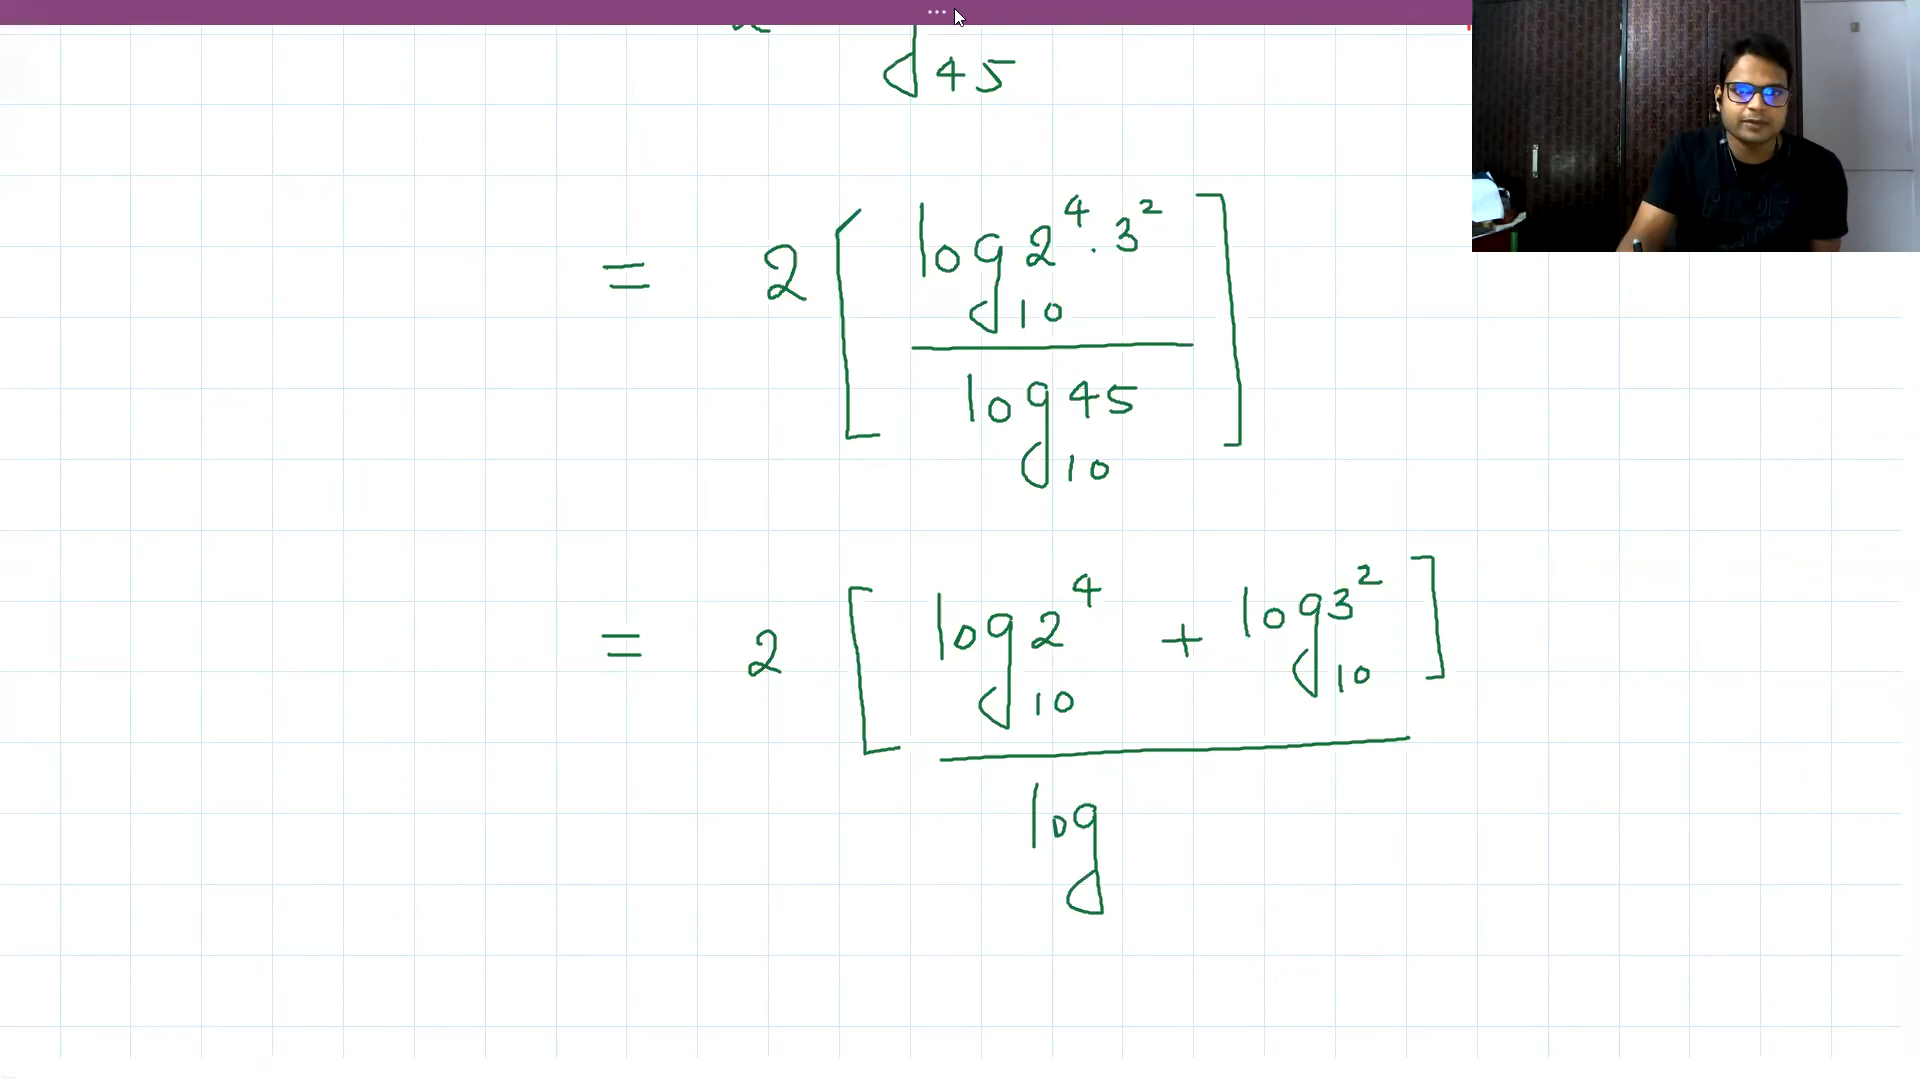 45
= 2 [ log₁₀ 2⁴ . 3²
log₁₀ 45 ]
= 2 [ log₁₀ 2⁴ + log₁₀ 3² ]
log